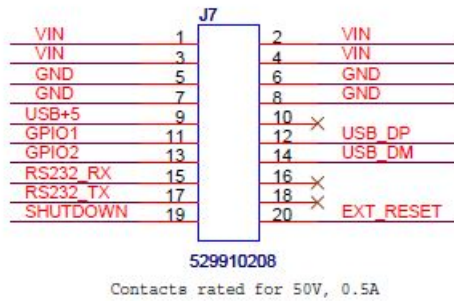 J7
VIN 1 2 VIN
VIN 3 4 VIN
GND 5 6 GND
GND 7 8 GND
USB+5 9 10
GPIO1 11 12 USB_DP
GPIO2 13 14 USB_DM
RS232_RX 15 16
RS232_TX 17 18
SHUTDOWN 19 20 EXT_RESET
529910208
Contacts rated for 50V, 0.5A